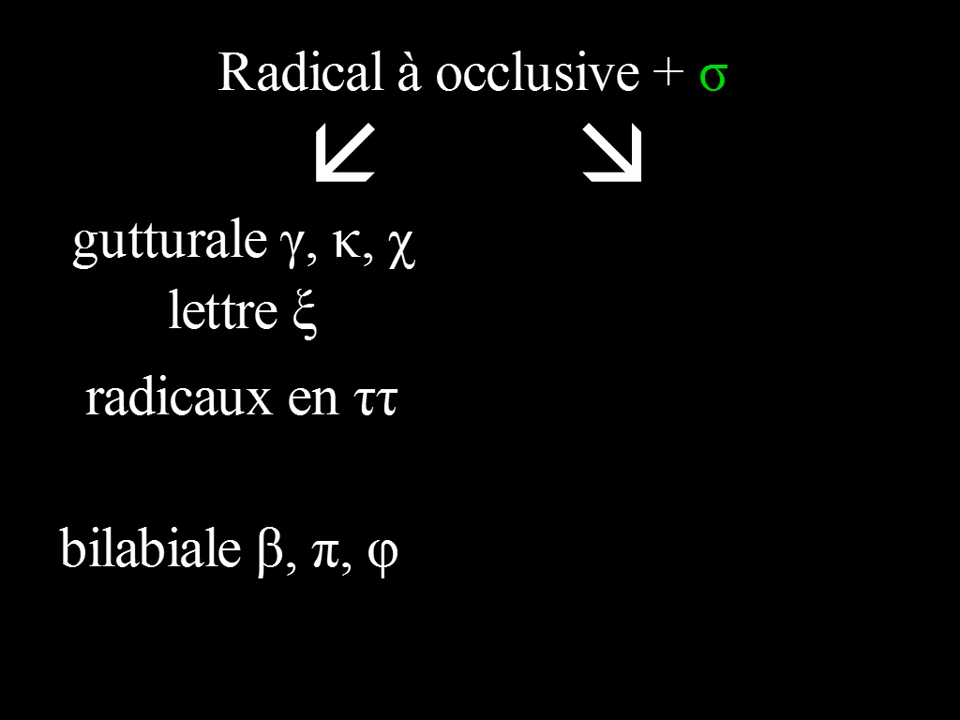 Radical à occlusive + σ
gutturale γ, κ, χ
lettre ξ
radicaux en ττ
bilabiale β, π, φ